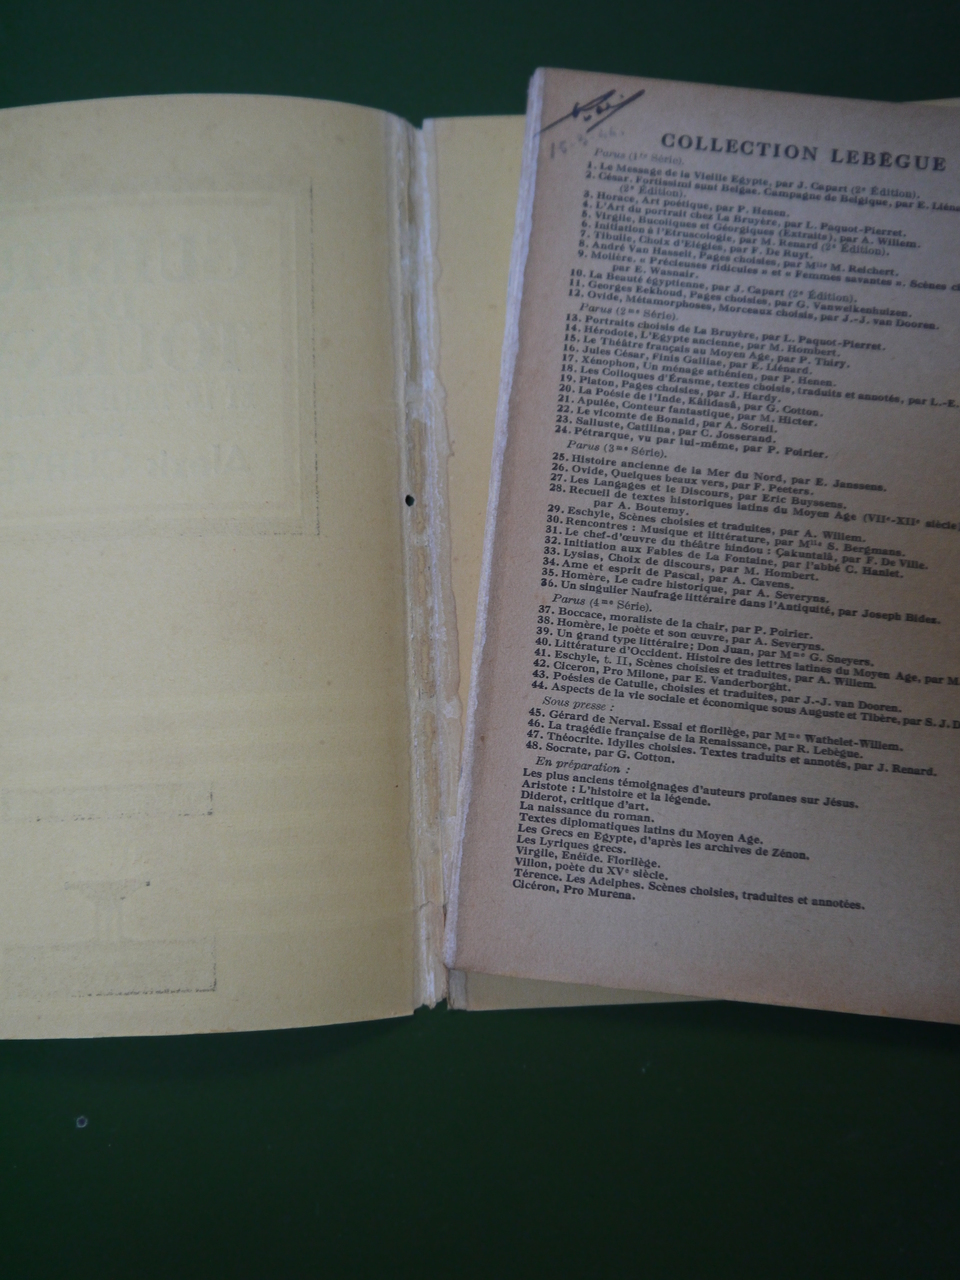 COLLECTION LEBÈGUE
Parus (1re Série).
1. Le Message de la Vieille Egypte, par J. Capart (2e Édition).
2. César. Fortissimi sunt Belgae. Campagne de Belgique, par E. Liéna
(2e Édition).
3. Horace, Art poétique, par P. Henen.
4. L'Art du portrait chez La Bruyère, par L. Paquot-Pierret.
5. Virgile, Bucoliques et Géorgiques (Extraits), par A. Willem.
6. Initiation à l'Etruscologie, par M. Renard (2e Édition).
7. Tibulle, Choix d'Elégies, par F. De Ruyt.
8. André Van Hasselt, Pages choisies, par Mlle M. Reichert.
9. Molière. « Précieuses ridicules » et « Femmes savantes ». Scènes c
par E. Wasnair.
10. La Beauté égyptienne, par J. Capart (2e Édition).
11. Georges Eekhoud, Pages choisies, par G. Vanwelkenhuizen.
12. Ovide, Métamorphoses, Morceaux choisis, par J.-J. van Dooren.
Parus (2me Série).
13. Portraits choisis de La Bruyère, par L. Paquot-Pierret.
14. Hérodote, L'Egypte ancienne, par M. Hombert.
15. Le Théâtre français au Moyen Age, par P. Thiry.
16. Jules César, Finis Galliae, par E. Liénard.
17. Xénophon, Un ménage athénien, par P. Henen.
18. Les Colloques d'Érasme, textes choisis, traduits et annotés, par L.-E.
19. Platon, Pages choisies, par J. Hardy.
20. La Poésie de l'Inde, Kâlidasâ, par G. Cotton.
21. Apulée, Conteur fantastique, par M. Hicter.
22. Le vicomte de Bonald, par A. Soreil.
23. Salluste, Catilina, par C. Josserand.
24. Pétrarque, vu par lui-même, par P. Poirier.
Parus (3me Série).
25. Histoire ancienne de la Mer du Nord, par E. Janssens.
26. Ovide, Quelques beaux vers, par F. Peeters.
27. Les Langages et le Discours, par Eric Buyssens.
28. Recueil de textes historiques latins du Moyen Age (VIIe-XIIe siècle
par A. Boutemy.
29. Eschyle, Scènes choisies et traduites, par A. Willem.
30. Rencontres : Musique et littérature, par Mlle S. Bergmans.
31. Le chef-d'œuvre du théâtre hindou : Çakuntalâ, par F. De Ville.
32. Initiation aux Fables de La Fontaine, par l'abbé C. Hanlet.
33. Lysias, Choix de discours, par M. Hombert.
34. Ame et esprit de Pascal, par A. Cavens.
35. Homère, Le cadre historique, par A. Severyns.
36. Un singulier Naufrage littéraire dans l'Antiquité, par Joseph Bidez.
Parus (4me Série).
37. Boccace, moraliste de la chair, par P. Poirier.
38. Homère, le poète et son œuvre, par A. Severyns.
39. Un grand type littéraire; Don Juan, par Mme G. Sneyers.
40. Littérature d'Occident. Histoire des lettres latines du Moyen Age, par M.
41. Eschyle, t. II, Scènes choisies et traduites, par A. Willem.
42. Ciceron, Pro Milone, par E. Vanderborght.
43. Poésies de Catulle, choisies et traduites, par J.-J. van Dooren.
44. Aspects de la vie sociale et économique sous Auguste et Tibère, par S. J. D
Sous presse :
45. Gérard de Nerval. Essai et florilège, par Mme Wathelet-Willem.
46. La tragédie française de la Renaissance, par R. Lebègue.
47. Théocrite. Idylles choisies. Textes traduits et annotés, par J. Renard.
48. Socrate, par G. Cotton.
En préparation :
Les plus anciens témoignages d'auteurs profanes sur Jésus.
Aristote : L'histoire et la légende.
Diderot, critique d'art.
La naissance du roman.
Textes diplomatiques latins du Moyen Age.
Les Grecs en Egypte, d'après les archives de Zénon.
Les Lyriques grecs.
Virgile, Enéïde. Florilège.
Villon, poète du XVe siècle.
Térence. Les Adelphes. Scènes choisies, traduites et annotées.
Cicéron, Pro Murena.